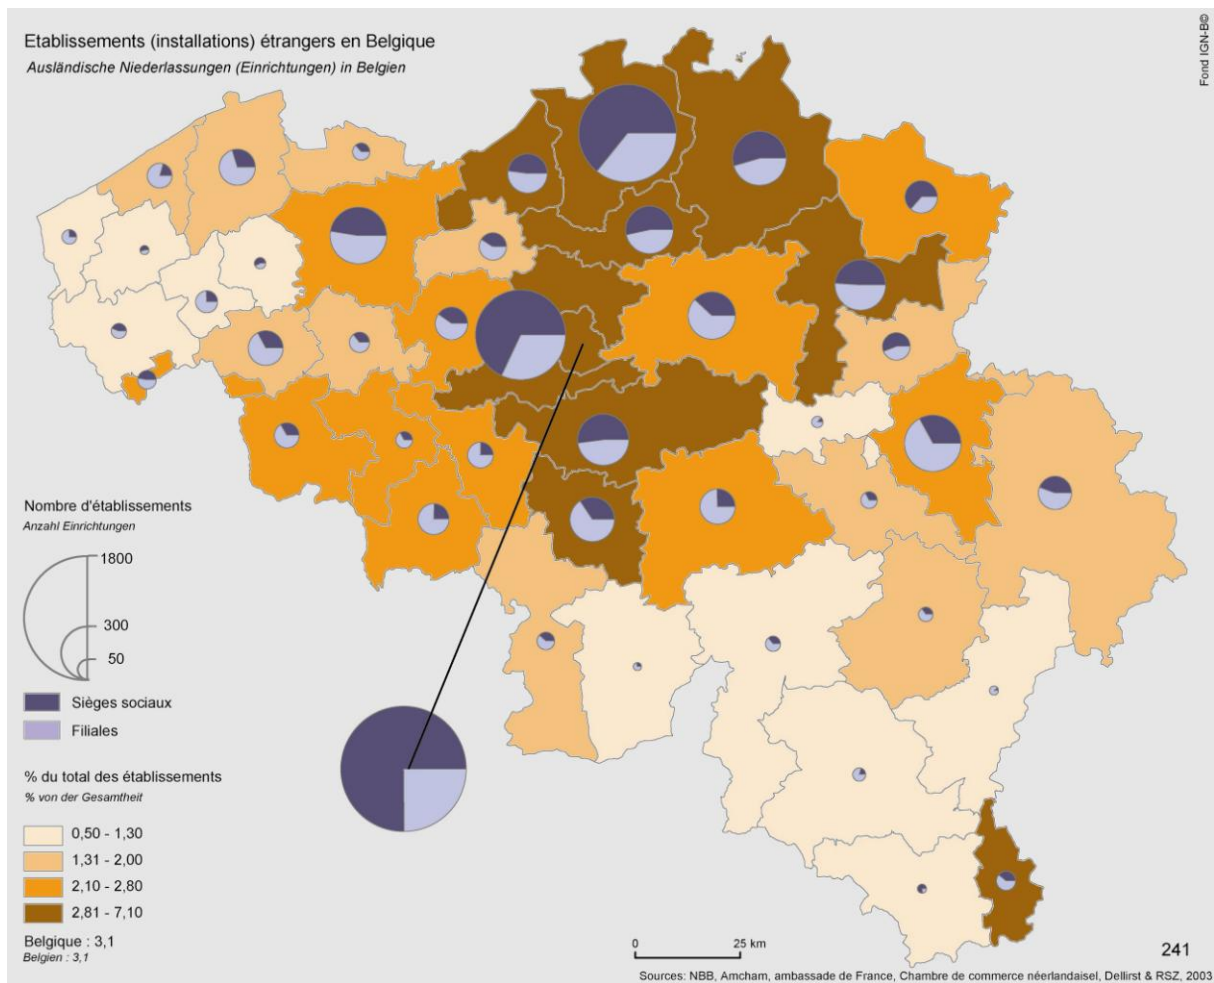 Etablissements (installations) étrangers en Belgique
Ausländische Niederlassungen (Einrichtungen) in Belgien
Fond IGN-B©
Nombre d'établissements
Anzahl Einrichtungen
1800
300
50
Sièges sociaux
Filiales
% du total des établissements
% von der Gesamtheit
0,50 - 1,30
1,31 - 2,00
2,10 - 2,80
2,81 - 7,10
Belgique : 3,1
Belgien : 3,1
0 25 km
241
Sources: NBB, Amcham, ambassade de France, Chambre de commerce néerlandaisel, Dellirst & RSZ, 2003